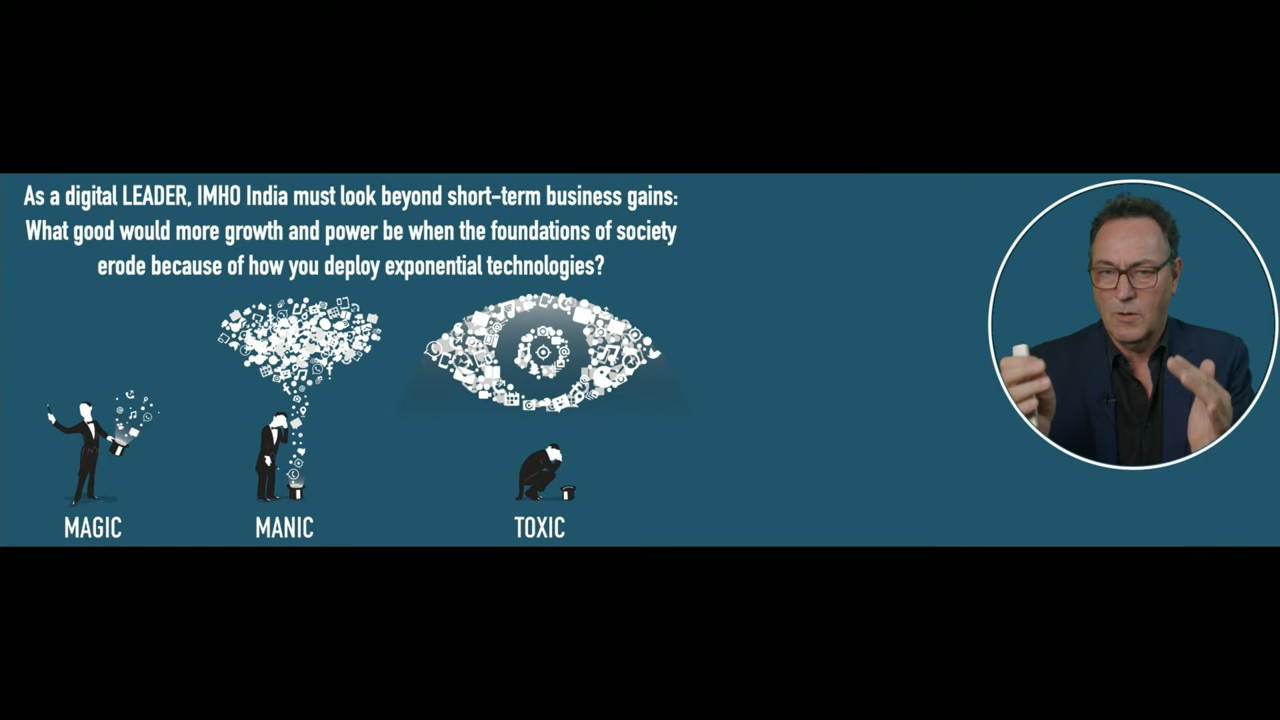 As a digital LEADER, IMHO India must look beyond short-term business gains:
What good would more growth and power be when the foundations of society
erode because of how you deploy exponential technologies?
MAGIC
MANIC
TOXIC